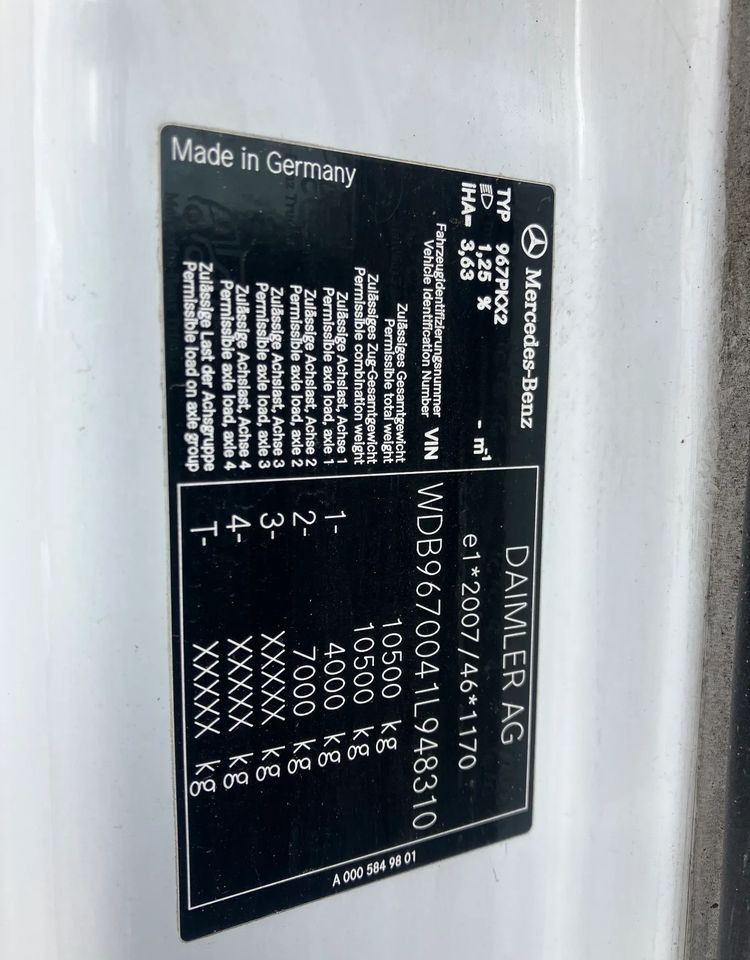 Mercedes-Benz
DAIMLER AG
TYP 967PKX2
1,25 %
iHA= 3,63
- m-1
e1*2007/46*1170
Fahrzeugidentifizierungsnummer
Vehicle Identification Number VIN
WDB9670041L948310
Zulässiges Gesamtgewicht
Permissible total weight
10500 kg
Zulässiges Zug-Gesamtgewicht
Permissible combination weight
10500 kg
Zulässige Achslast, Achse 1
Permissible axle load, axle 1
1- 4000 kg
Zulässige Achslast, Achse 2
Permissible axle load, axle 2
2- 7000 kg
Zulässige Achslast, Achse 3
Permissible axle load, axle 3
3- XXXXX kg
Zulässige Achslast, Achse 4
Permissible axle load, axle 4
4- XXXXX kg
Zulässige Last der Achsgruppe
Permissible load on axle group
T- XXXXX kg
Made in Germany
A 000 584 98 01